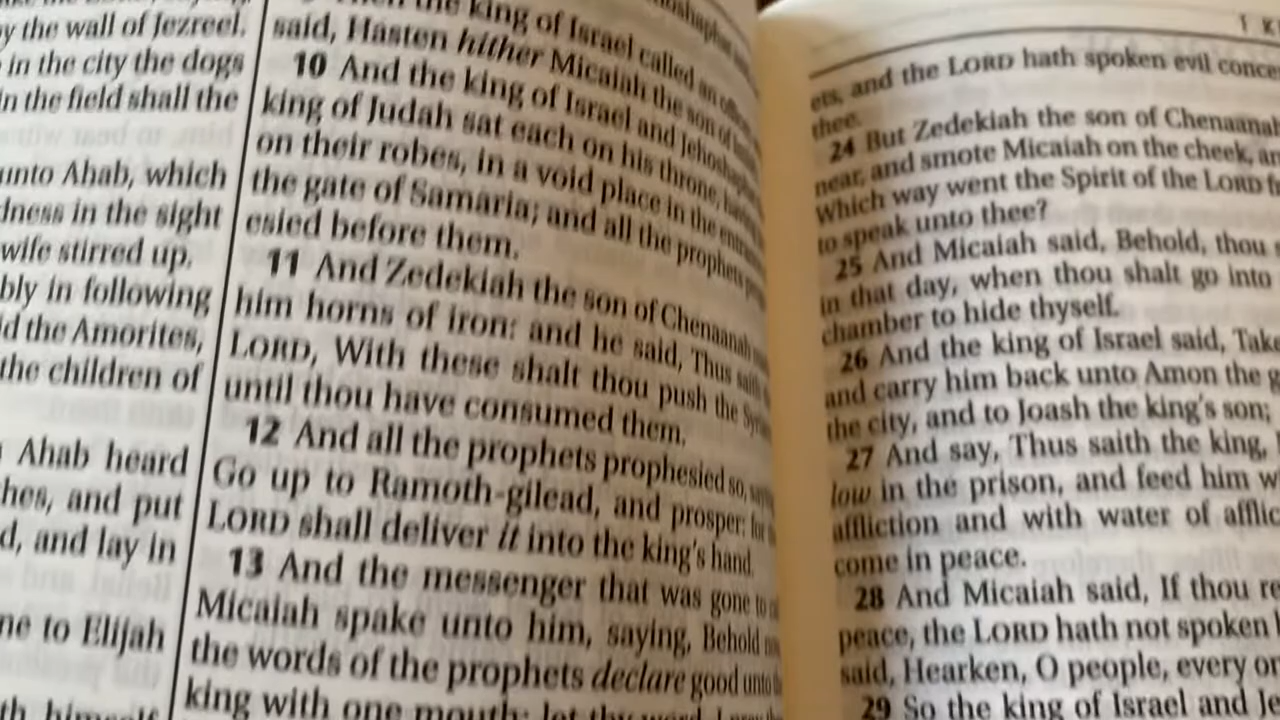 y the wall of Jezreel.
in the city the dogs
in the field shall the
unto Ahab, which
dness in the sight
wife stirred up.
bly in following
id the Amorites,
the children of
Ahab heard
hes, and put
d, and lay in
ne to Elijah
th himself
the king of Israel called an
said, Hasten hither Micaiah the son of
10 And the king of Israel and Jehoshaphat
king of Judah sat each on his throne,
on their robes, in a void place in the
the gate of Samaria; and all the prophets
esied before them.
11 And Zedekiah the son of Chenaanah
him horns of iron: and he said, Thus saith
LORD, With these shalt thou push the
until thou have consumed them.
12 And all the prophets prophesied so,
Go up to Ramoth-gilead, and prosper: for
LORD shall deliver it into the king's hand.
13 And the messenger that was gone to
Micaiah spake unto him, saying, Behold
the words of the prophets declare good unto
king with one mouth: let thy word, I
ets, and the LORD hath spoken evil conce
thee.
24 But Zedekiah the son of Chenaanah
near, and smote Micaiah on the cheek, an
Which way went the Spirit of the LORD f
to speak unto thee?
25 And Micaiah said, Behold, thou s
in that day, when thou shalt go into
chamber to hide thyself.
26 And the king of Israel said, Take
and carry him back unto Amon the g
the city, and to Joash the king's son;
27 And say, Thus saith the king,
low in the prison, and feed him w
affliction and with water of afflic
come in peace.
28 And Micaiah said, If thou re
peace, the LORD hath not spoken b
said, Hearken, O people, every on
29 So the king of Israel and Je